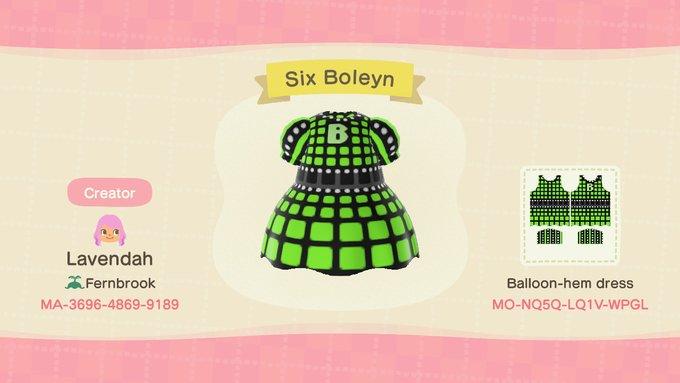 Six Boleyn
B
Creator
Lavendah
Fernbrook
MA-3696-4869-9189
Balloon-hem dress
MO-NQ5Q-LQ1V-WPGL